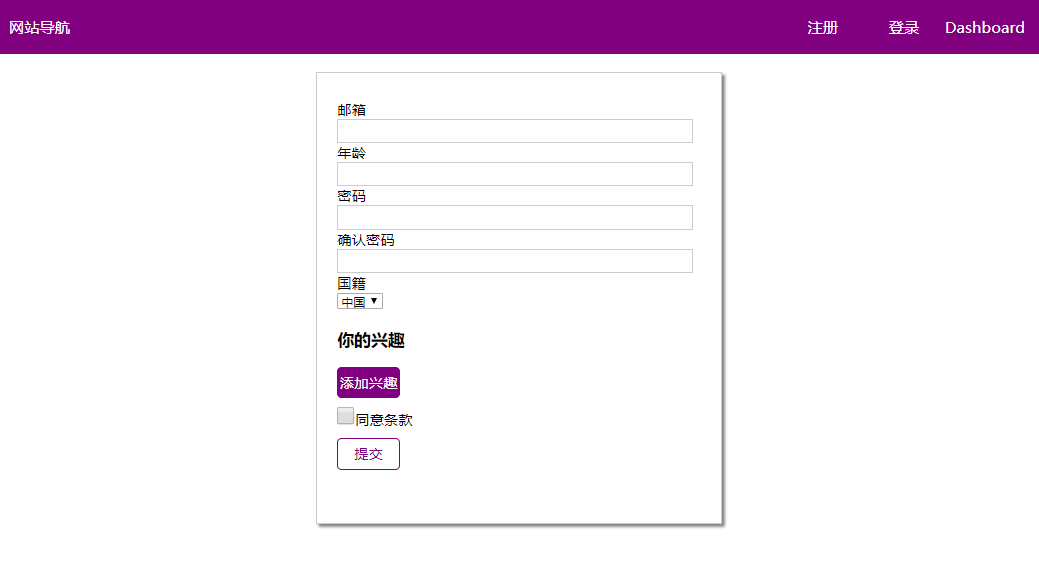 网站导航 注册 登录 Dashboard
邮箱
年龄
密码
确认密码
国籍
中国
你的兴趣
添加兴趣
同意条款
提交